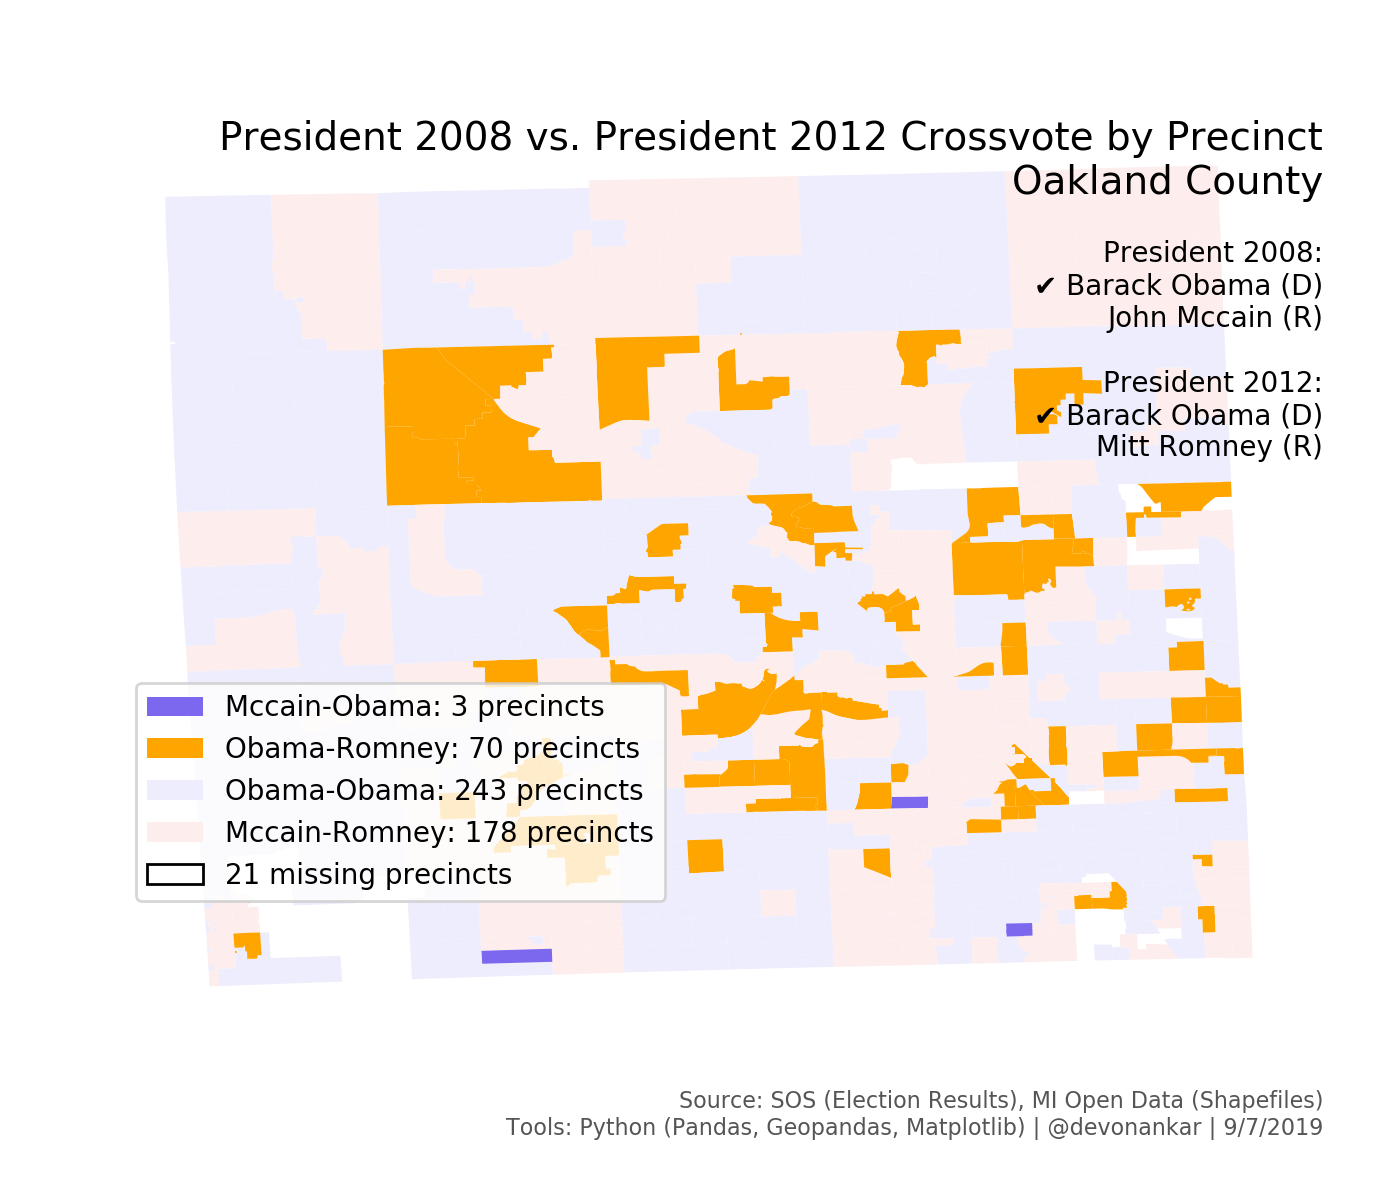 President 2008 vs. President 2012 Crossvote by Precinct
Oakland County
President 2008:
✔ Barack Obama (D)
John Mccain (R)
President 2012:
✔ Barack Obama (D)
Mitt Romney (R)
Mccain-Obama: 3 precincts
Obama-Romney: 70 precincts
Obama-Obama: 243 precincts
Mccain-Romney: 178 precincts
21 missing precincts
Source: SOS (Election Results), MI Open Data (Shapefiles)
Tools: Python (Pandas, Geopandas, Matplotlib) | @devonankar | 9/7/2019